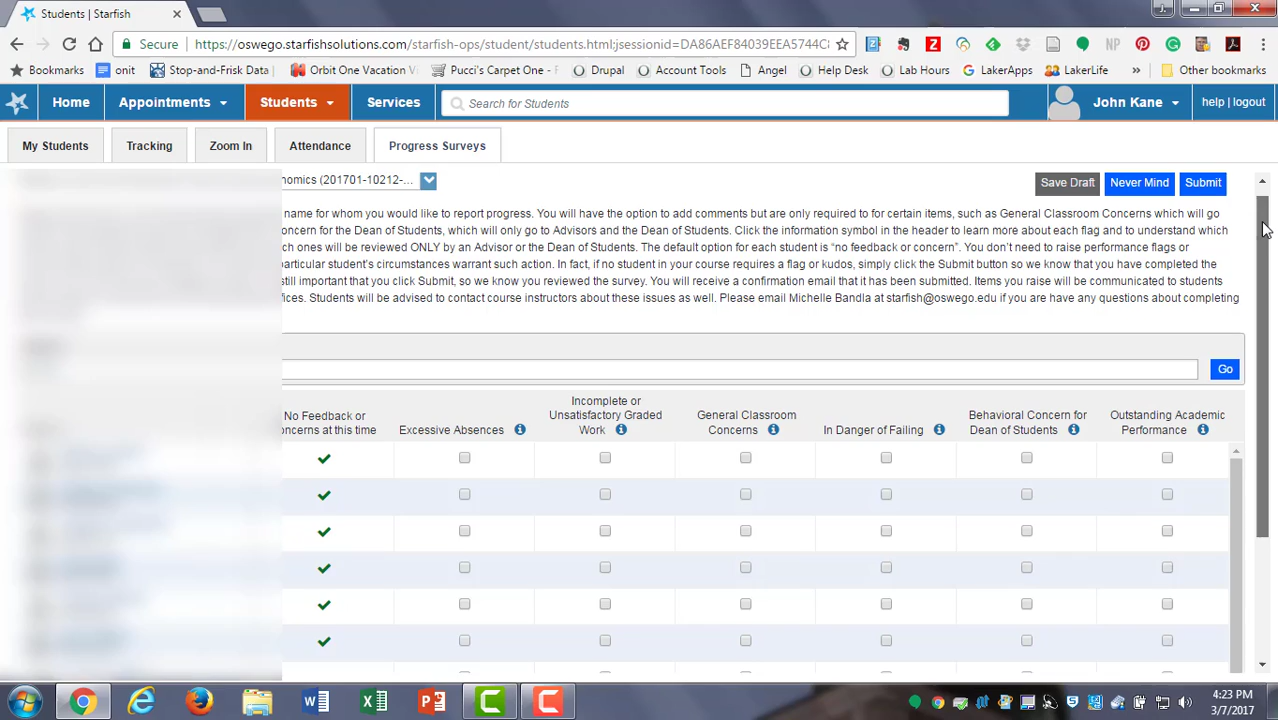 Students | Starfish
Secure https://oswego.starfishsolutions.com/starfish-ops/student/students.html;jsessionid=DA86AEF84039EEA5744C8
Bookmarks onit Stop-and-Frisk Data Orbit One Vacation Vi Pucci's Carpet One - F Drupal Account Tools Angel Help Desk Lab Hours LakerApps LakerLife » Other bookmarks
Home Appointments Students Services Search for Students John Kane help | logout
My Students Tracking Zoom In Attendance Progress Surveys
nomics (201701-10212-... Save Draft Never Mind Submit
name for whom you would like to report progress. You will have the option to add comments but are only required to for certain items, such as General Classroom Concerns which will go
concern for the Dean of Students, which will only go to Advisors and the Dean of Students. Click the information symbol in the header to learn more about each flag and to understand which
ch ones will be reviewed ONLY by an Advisor or the Dean of Students. The default option for each student is "no feedback or concern". You don't need to raise performance flags or
particular student's circumstances warrant such action. In fact, if no student in your course requires a flag or kudos, simply click the Submit button so we know that you have completed the
still important that you click Submit, so we know you reviewed the survey. You will receive a confirmation email that it has been submitted. Items you raise will be communicated to students
fices. Students will be advised to contact course instructors about these issues as well. Please email Michelle Bandla at starfish@oswego.edu if you are have any questions about completing
Go
No Feedback or
oncerns at this time
Excessive Absences
Incomplete or
Unsatisfactory Graded
Work
General Classroom
Concerns
In Danger of Failing
Behavioral Concern for
Dean of Students
Outstanding Academic
Performance
4:23 PM
3/7/2017